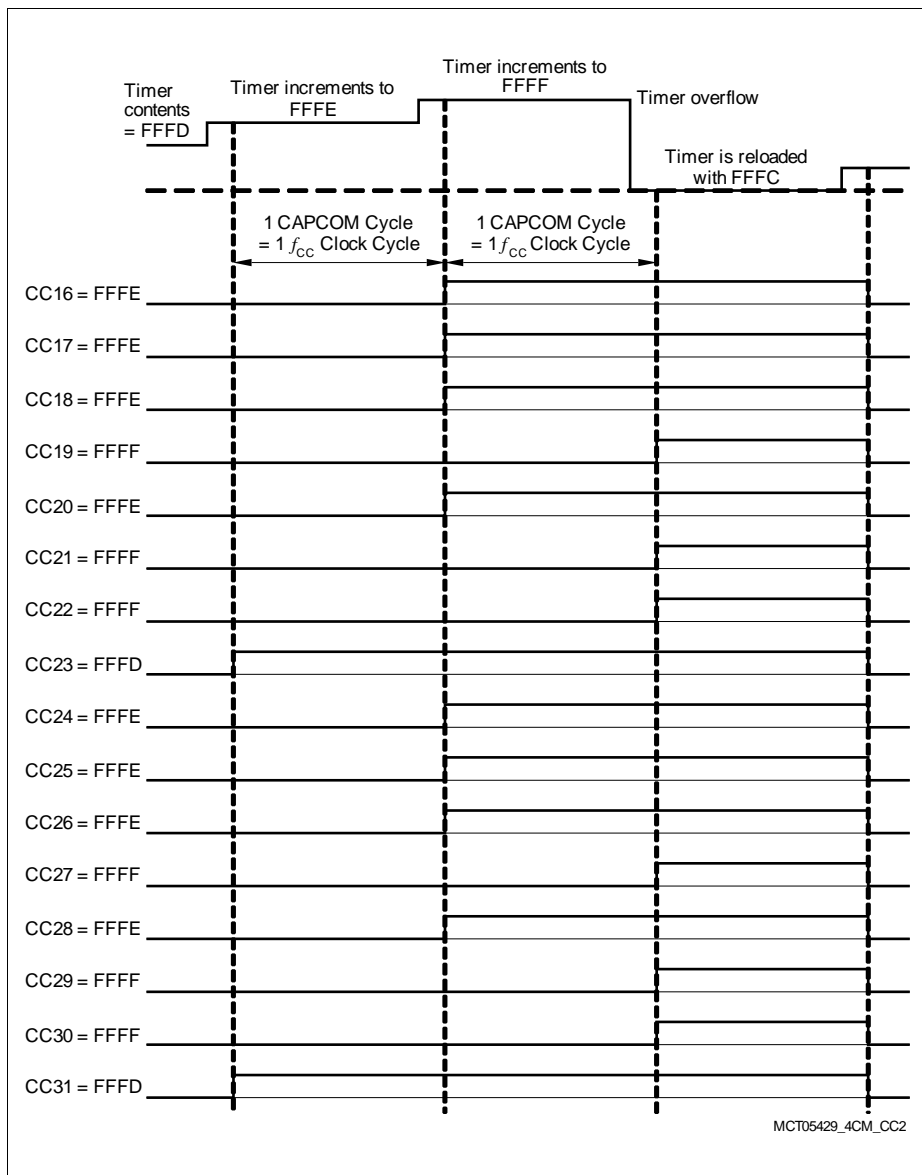 Timer
contents
= FFFD
Timer increments to
FFFE
Timer increments to
FFFF
Timer overflow
Timer is reloaded
with FFFC
1 CAPCOM Cycle
= 1 fCC Clock Cycle
1 CAPCOM Cycle
= 1 fCC Clock Cycle
CC16 = FFFE
CC17 = FFFE
CC18 = FFFE
CC19 = FFFF
CC20 = FFFE
CC21 = FFFF
CC22 = FFFF
CC23 = FFFD
CC24 = FFFE
CC25 = FFFE
CC26 = FFFE
CC27 = FFFF
CC28 = FFFE
CC29 = FFFF
CC30 = FFFF
CC31 = FFFD
MCT05429_4CM_CC2